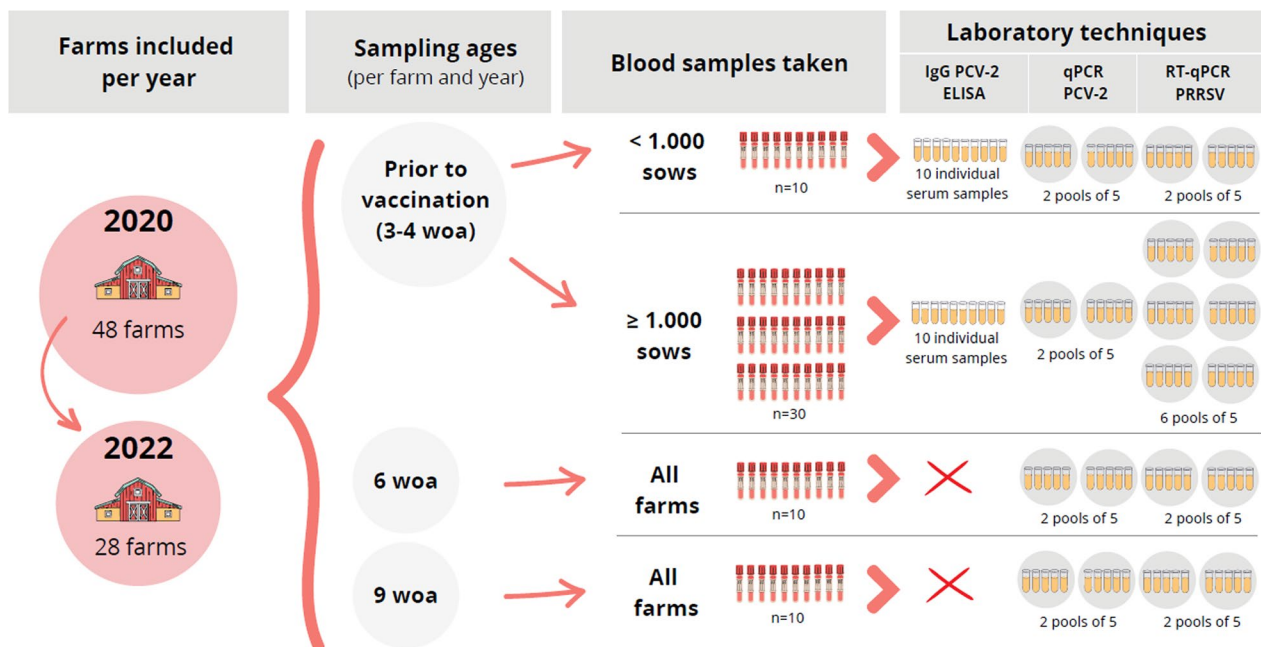 Farms included
per year
Sampling ages
(per farm and year)
Blood samples taken
Laboratory techniques
IgG PCV-2
ELISA
qPCR
PCV-2
RT-qPCR
PRRSV
2020
48 farms
2022
28 farms
Prior to
vaccination
(3-4 woa)
< 1.000
sows
n=10
10 individual
serum samples
2 pools of 5
2 pools of 5
≥ 1.000
sows
n=30
10 individual
serum samples
2 pools of 5
6 pools of 5
6 woa
All
farms
n=10
2 pools of 5
2 pools of 5
9 woa
All
farms
n=10
2 pools of 5
2 pools of 5